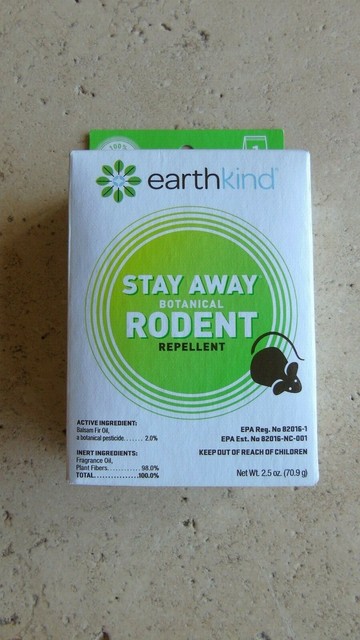 100%
1
earthkind®
STAY AWAY®
BOTANICAL
RODENT
REPELLENT
ACTIVE INGREDIENT:
Balsam Fir Oil,
a botanical pesticide....... 2.0%
INERT INGREDIENTS:
Fragrance Oil,
Plant Fibers............98.0%
TOTAL................100.0%
EPA Reg. No 82016-1
EPA Est. No 82016-NC-001
KEEP OUT OF REACH OF CHILDREN
Net Wt. 2.5 oz. (70.9 g)